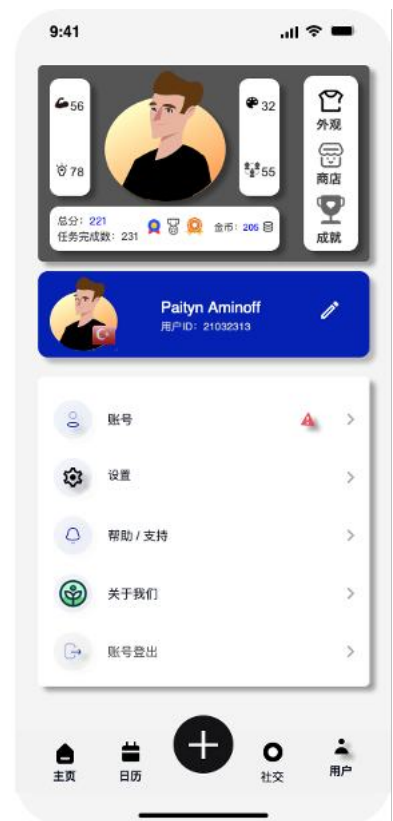 9:41
56
32
外观
78
55
商店
总分：221
任务完成数：231
金币：205
成就
Paityn Aminoff
用户ID：21032313
账号
设置
帮助 / 支持
关于我们
账号登出
主页
日历
社交
用户